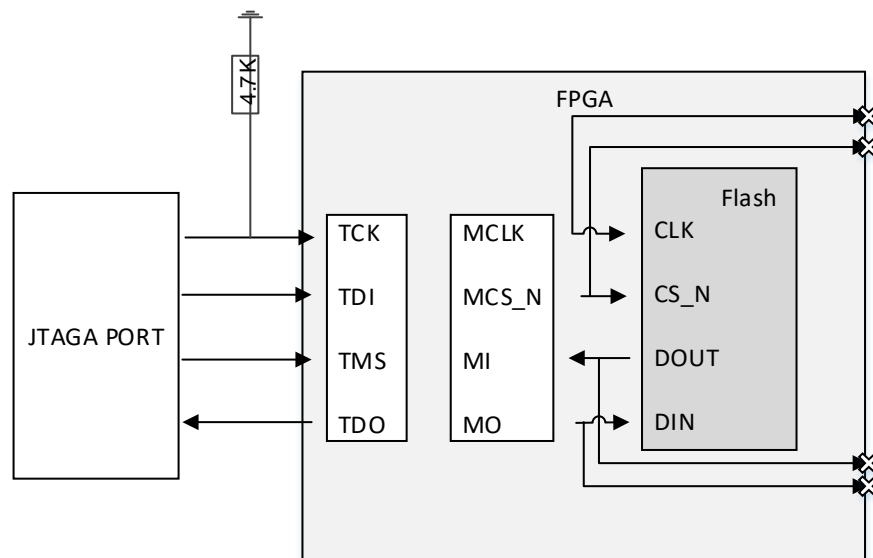 4.7K
FPGA
Flash
JTAGA PORT
TCK
TDI
TMS
TDO
MCLK
MCS_N
MI
MO
CLK
CS_N
DOUT
DIN